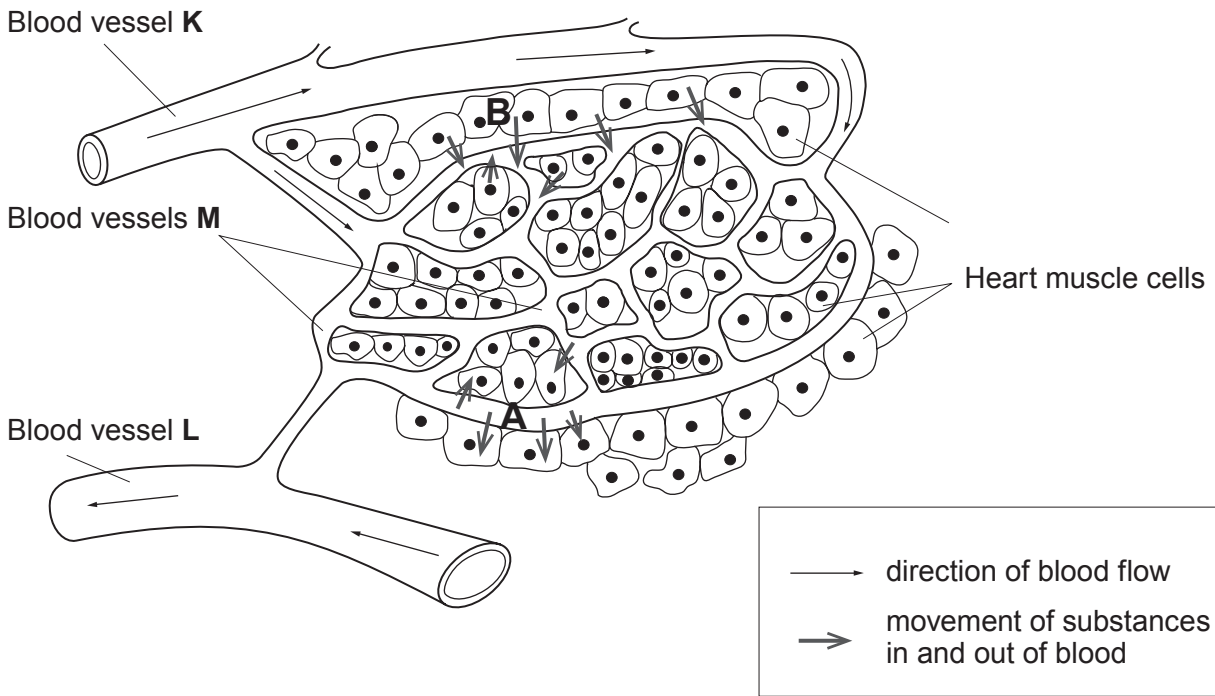 Blood vessel K
B
Blood vessels M
Heart muscle cells
A
Blood vessel L
direction of blood flow
movement of substances
in and out of blood